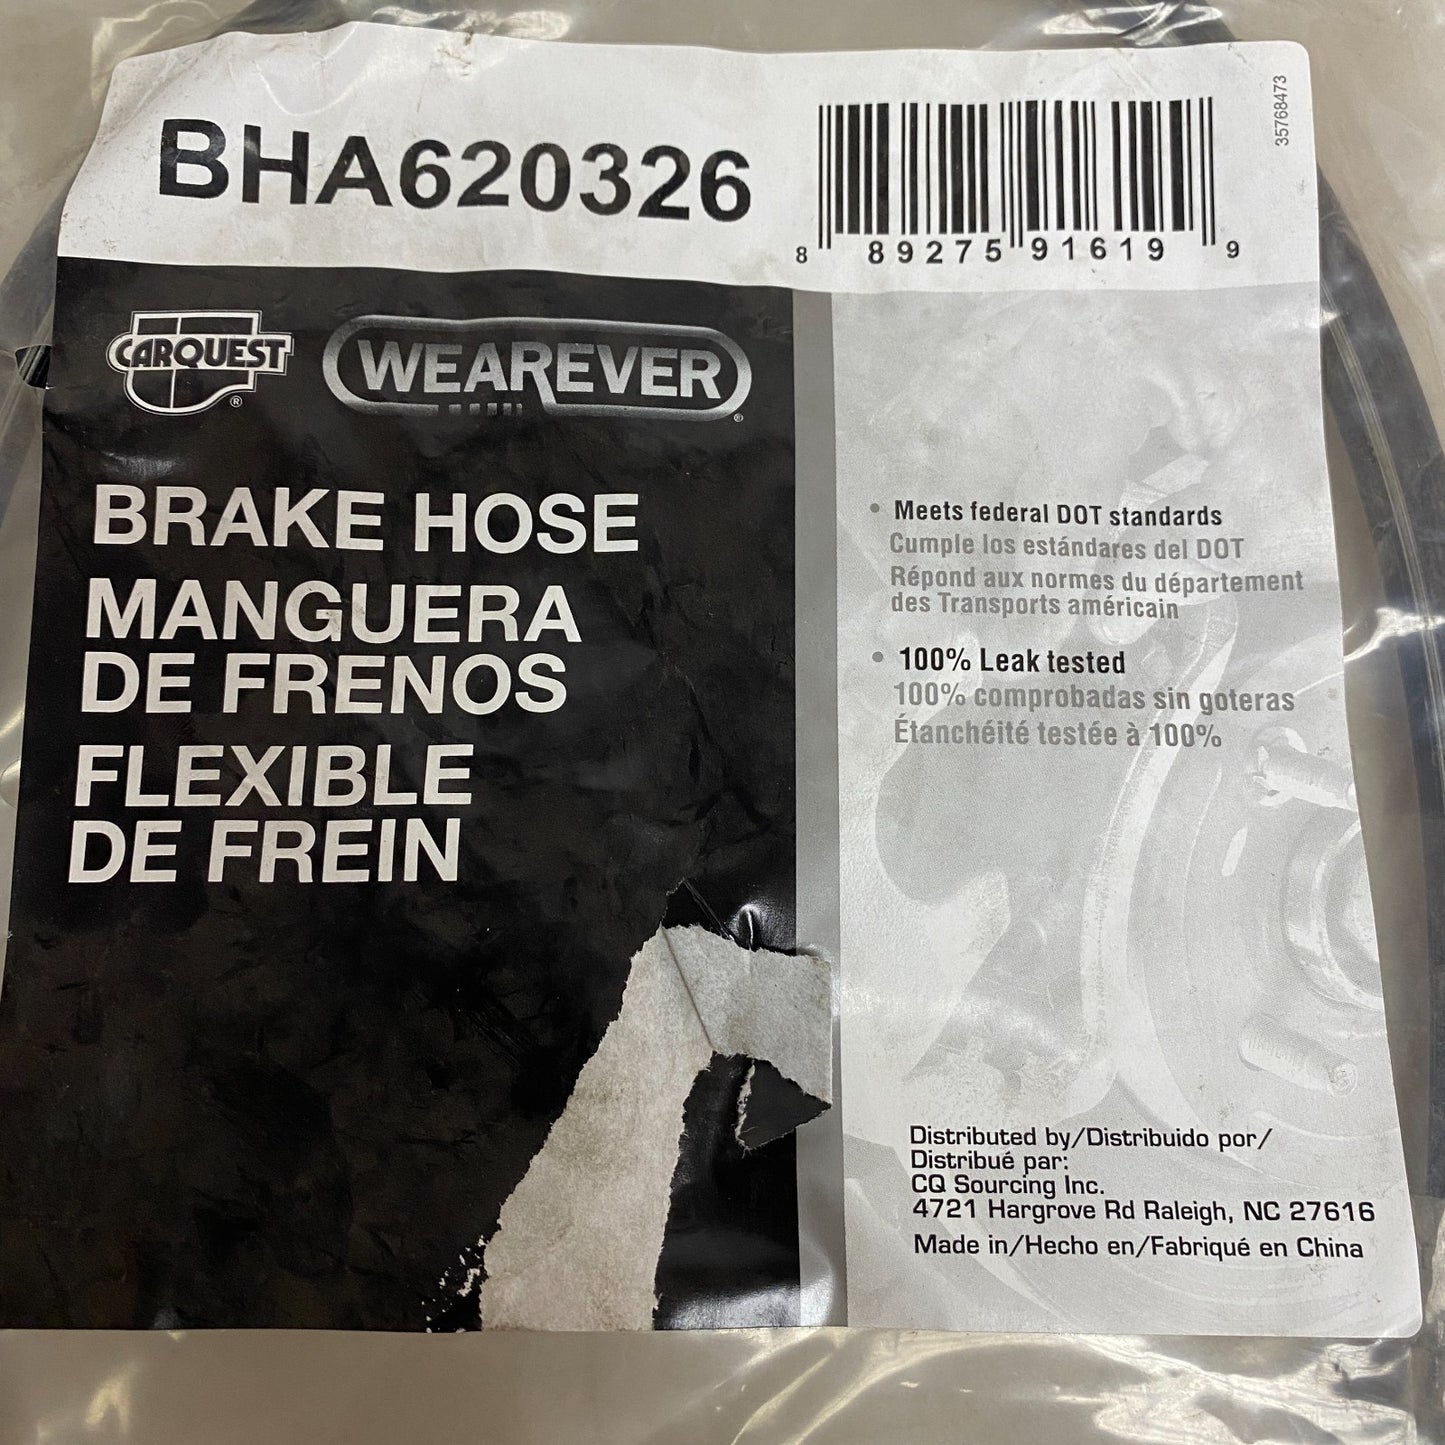 BHA620326
35768473
8 89275 91619 9
CARQUEST ®
WEAREVER ®
BRAKE HOSE
MANGUERA
DE FRENOS
FLEXIBLE
DE FREIN
• Meets federal DOT standards
Cumple los estándares del DOT
Répond aux normes du département
des Transports américain
• 100% Leak tested
100% comprobadas sin goteras
Étanchéité testée à 100%
Distributed by/Distribuido por/
Distribué par:
CQ Sourcing Inc.
4721 Hargrove Rd Raleigh, NC 27616
Made in/Hecho en/Fabriqué en China